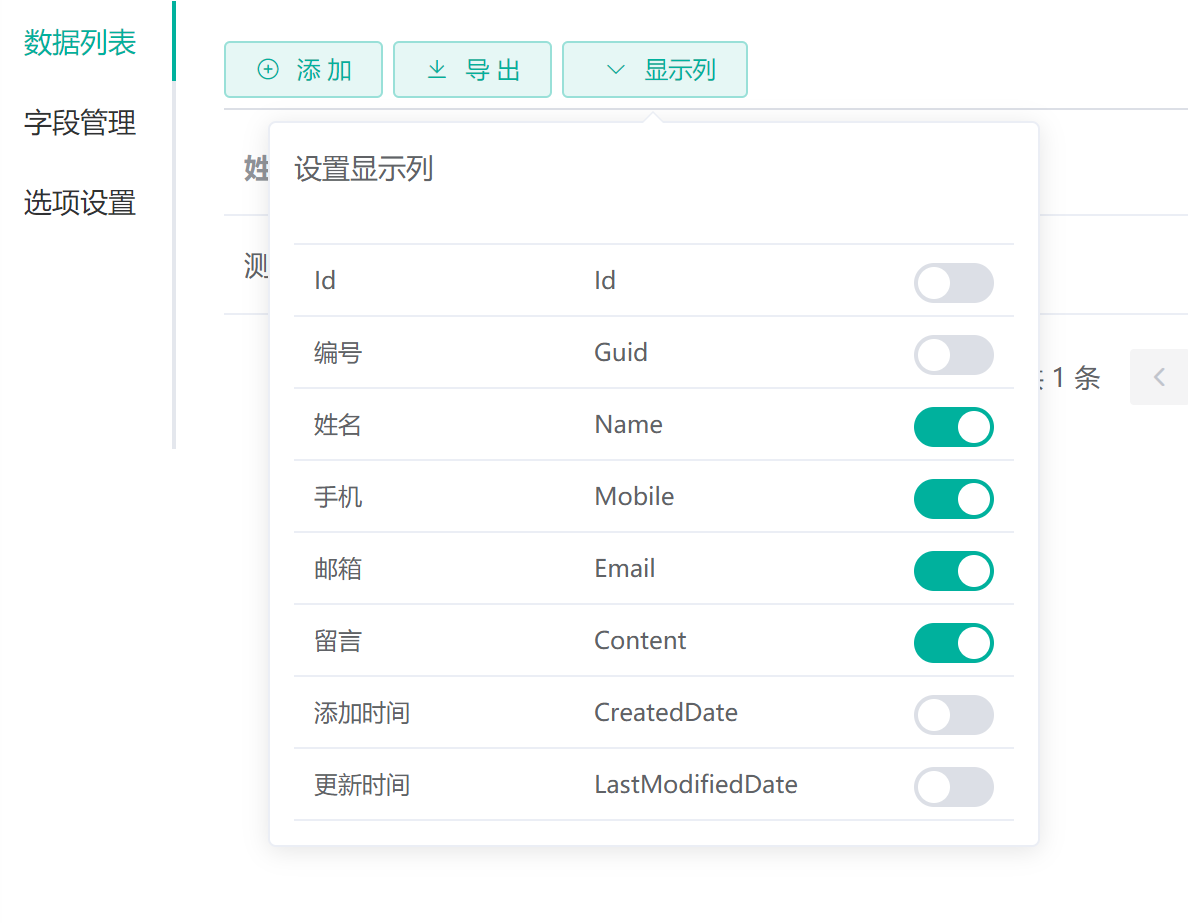 数据列表
字段管理
选项设置
添加
导出
显示列
姓
设置显示列
测
Id Id
编号 Guid
姓名 Name
手机 Mobile
邮箱 Email
留言 Content
添加时间 CreatedDate
更新时间 LastModifiedDate
1 条